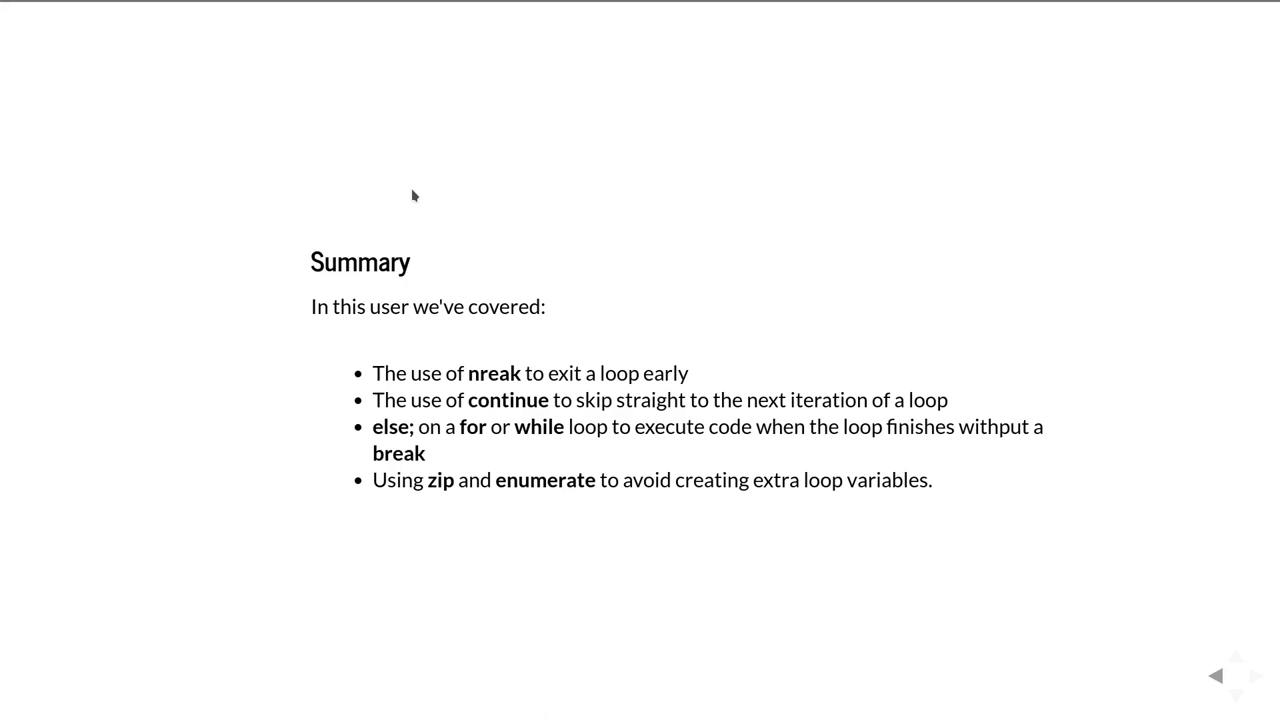 Summary
In this user we've covered:
• The use of nreak to exit a loop early
• The use of continue to skip straight to the next iteration of a loop
• else; on a for or while loop to execute code when the loop finishes withput a
break
• Using zip and enumerate to avoid creating extra loop variables.